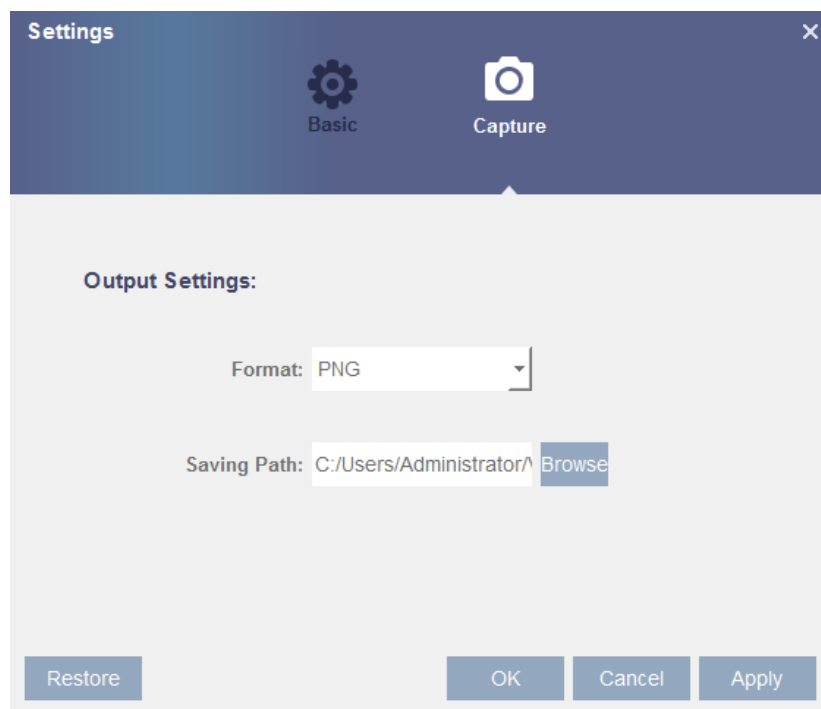 Settings
Basic
Capture
Output Settings:
Format: PNG
Saving Path: C:/Users/Administrator/ Browse
Restore OK Cancel Apply